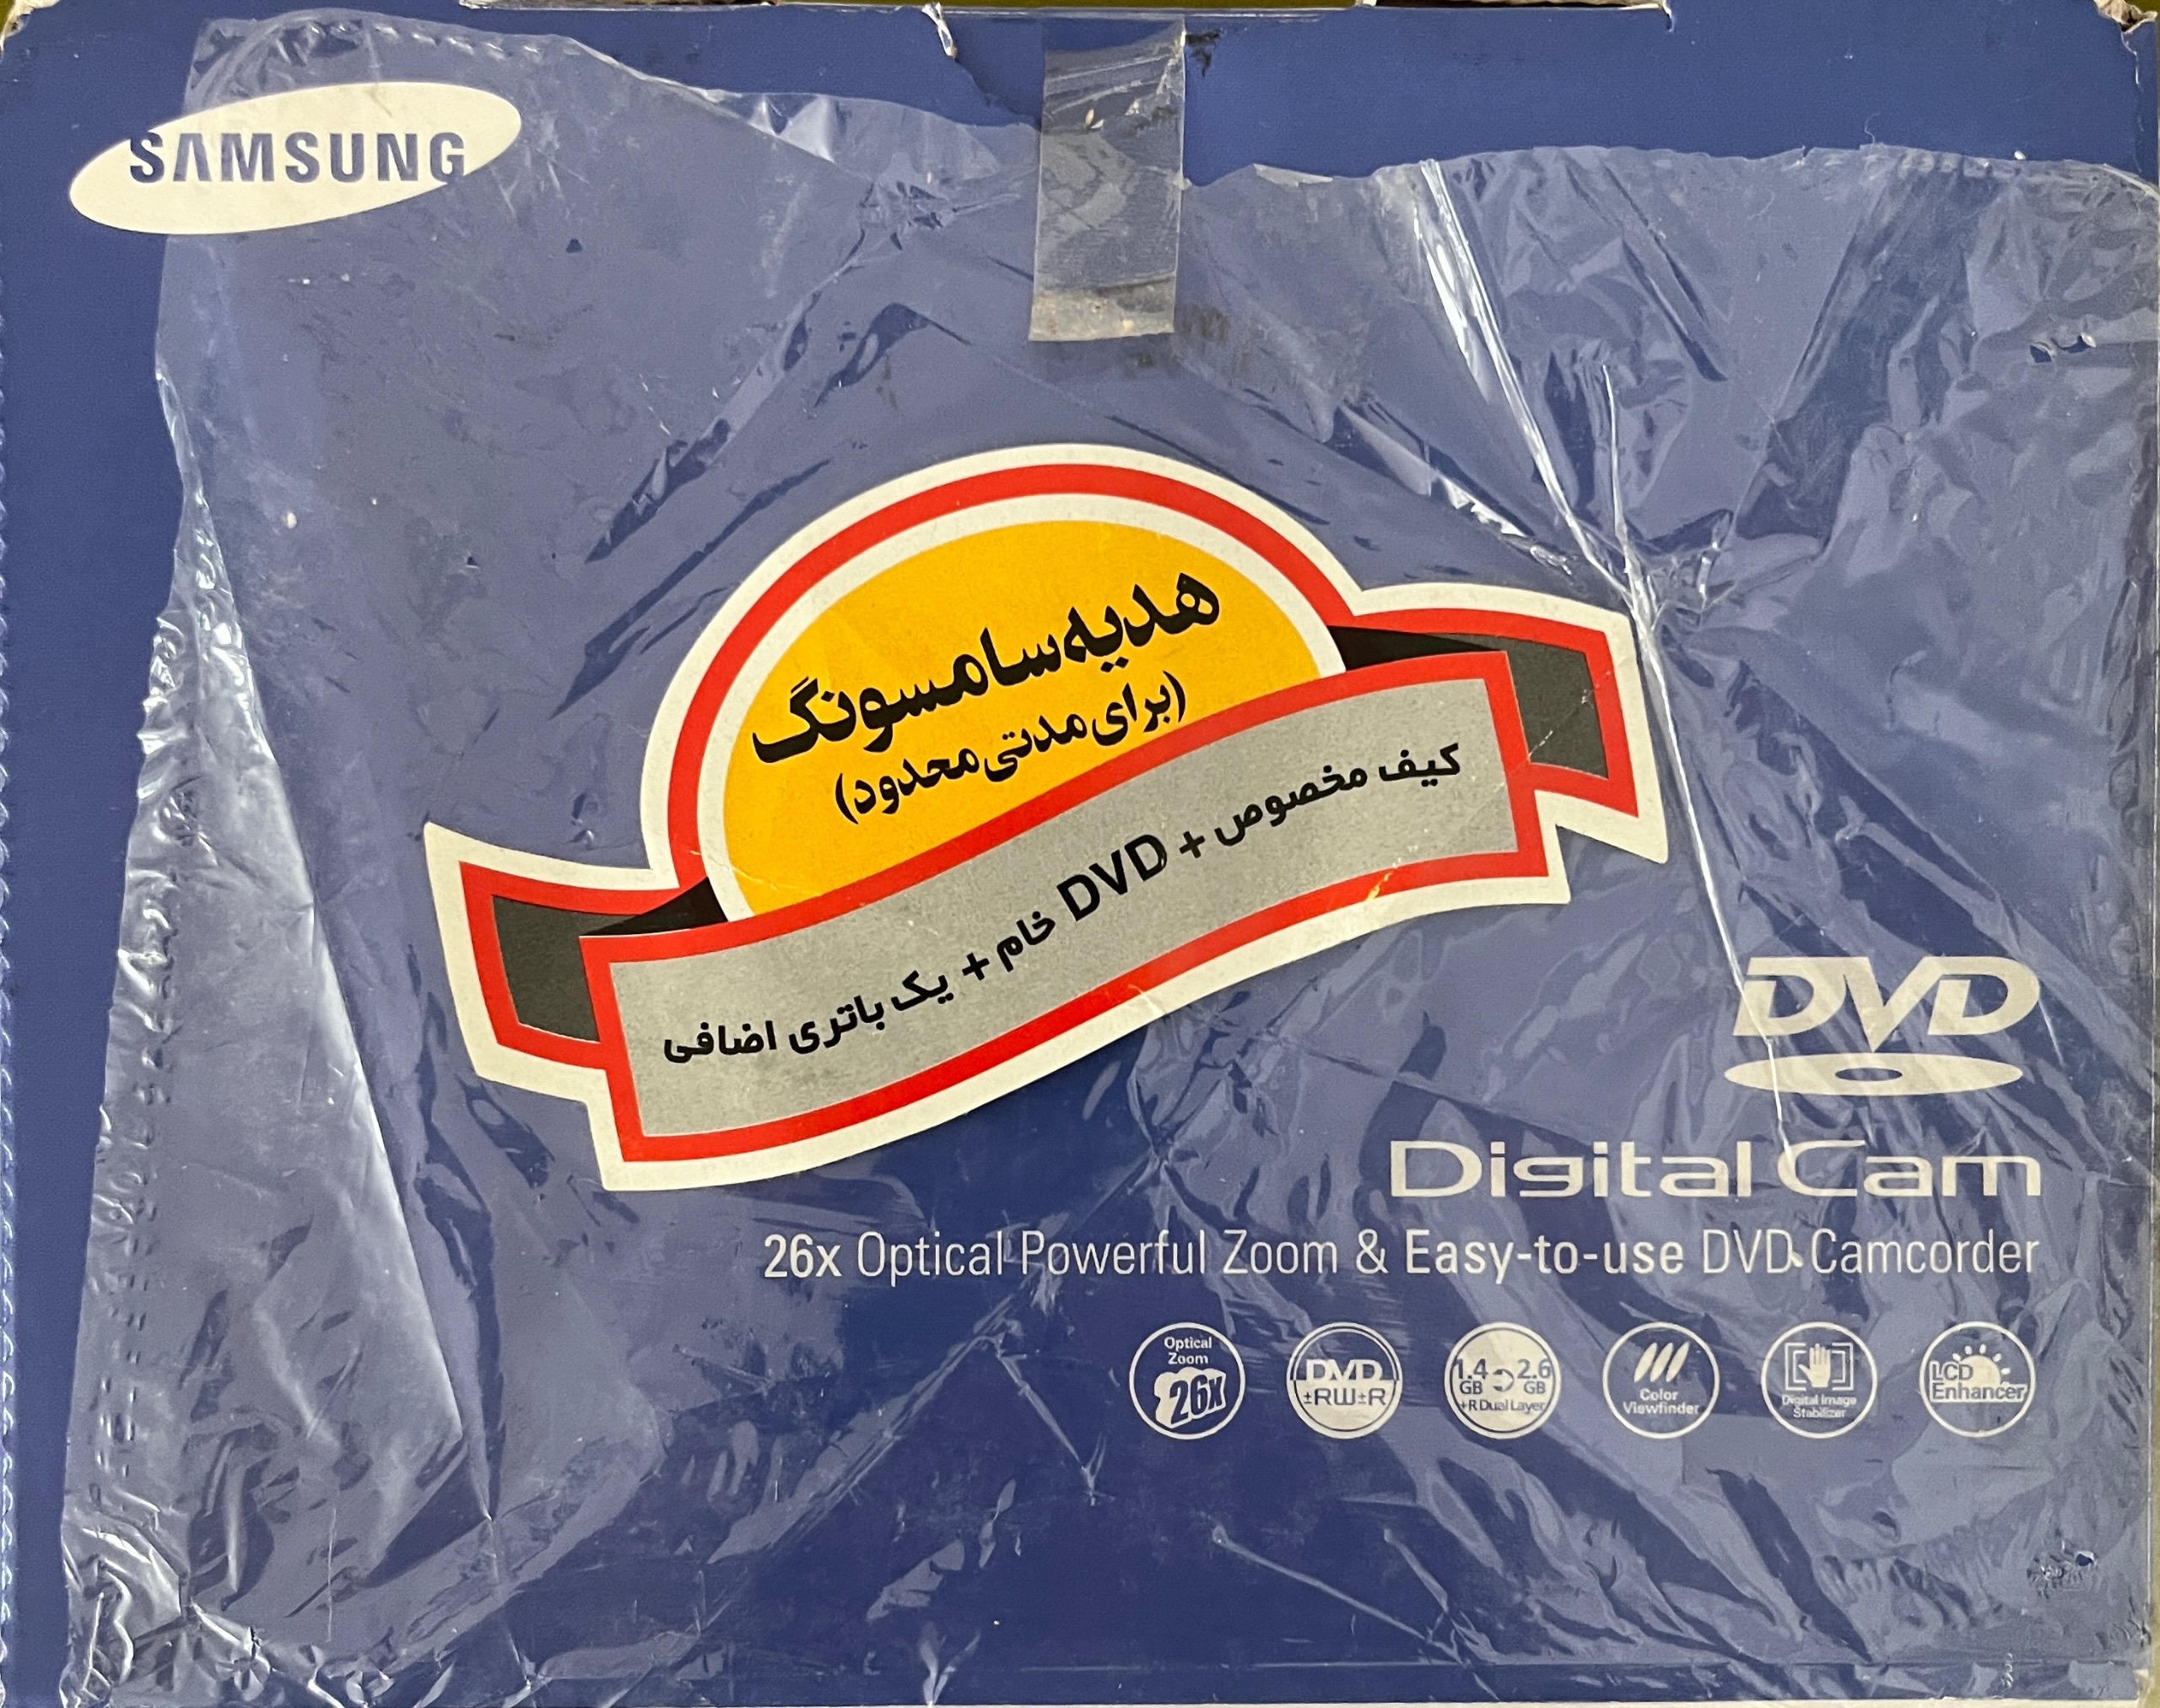 SAMSUNG
هدیه سامسونگ
(برای مدتی محدود)
کیف مخصوص + DVD خام + یک باتری اضافی
DVD
Digital Cam
26x Optical Powerful Zoom & Easy-to-use DVD Camcorder
Optical
Zoom
26x
DVD
±RW±R
1.4 2.6
GB GB
+R Dual Layer
Color
Viewfinder
Digital Image
Stabilizer
LCD
Enhancer